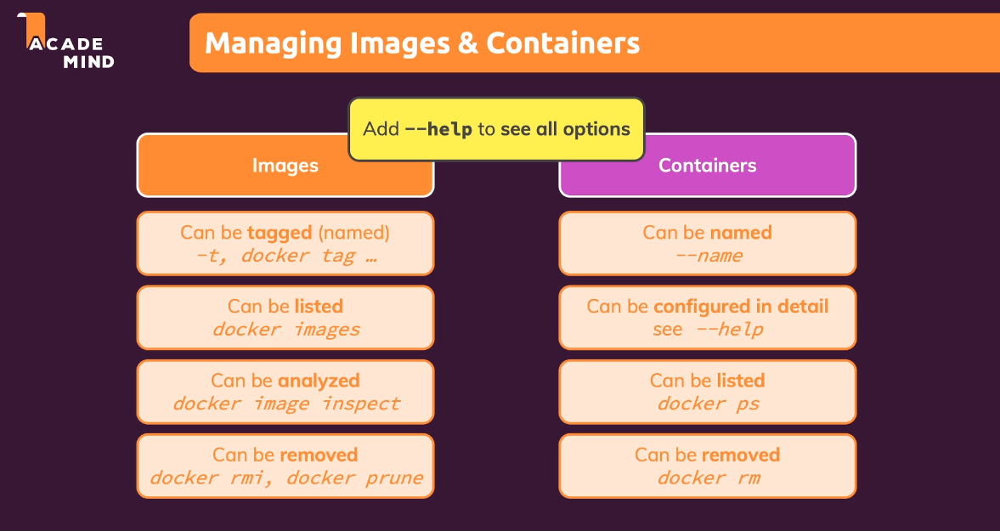 ACADE
MIND
Managing Images & Containers
Add --help to see all options
Images
Containers
Can be tagged (named)
-t, docker tag …
Can be listed
docker images
Can be analyzed
docker image inspect
Can be removed
docker rmi, docker prune
Can be named
--name
Can be configured in detail
see --help
Can be listed
docker ps
Can be removed
docker rm